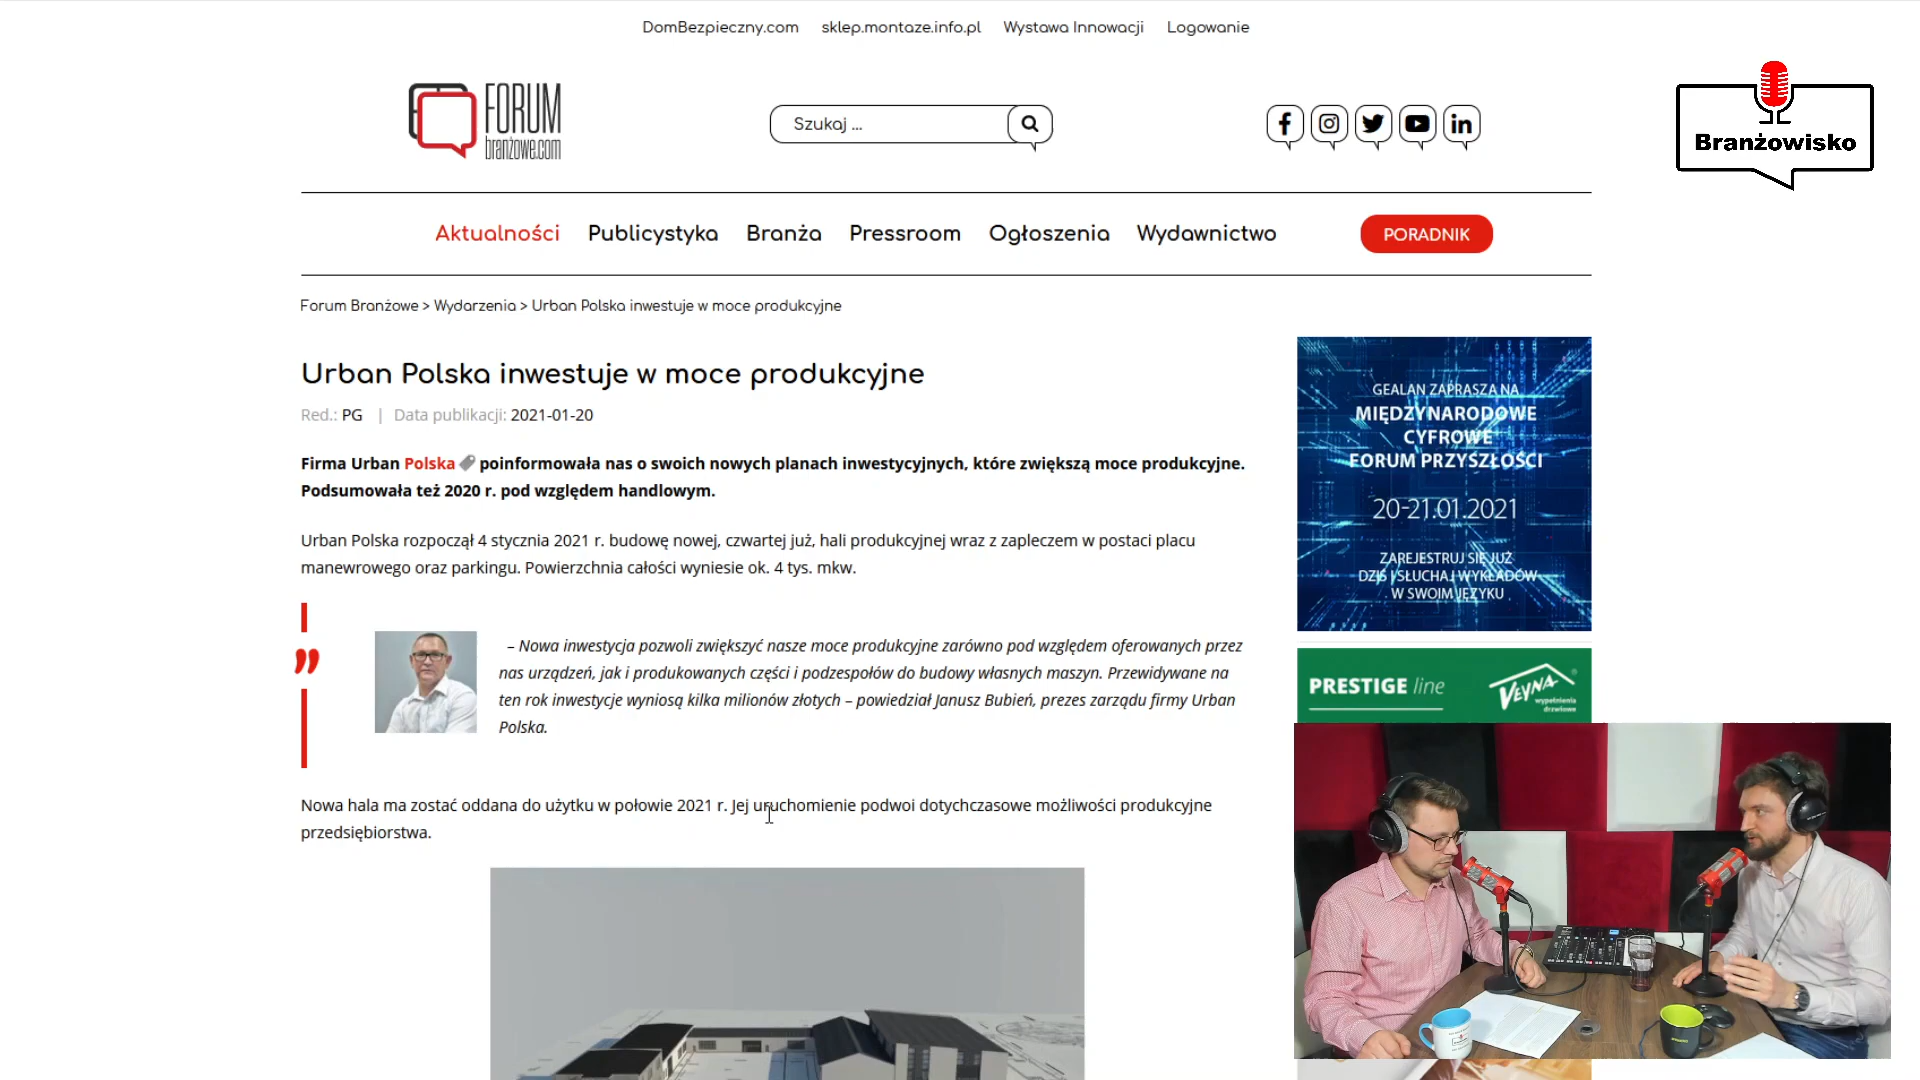 DomBezpieczny.com sklep.montaze.info.pl Wystawa Innowacji Logowanie
FORUM
branżowe.com
Szukaj ...
Branżowisko
Aktualności Publicystyka Branża Pressroom Ogłoszenia Wydawnictwo PORADNIK
Forum Branżowe > Wydarzenia > Urban Polska inwestuje w moce produkcyjne
Urban Polska inwestuje w moce produkcyjne
Red.: PG | Data publikacji: 2021-01-20
Firma Urban Polska poinformowała nas o swoich nowych planach inwestycyjnych, które zwiększą moce produkcyjne.
Podsumowała też 2020 r. pod względem handlowym.
Urban Polska rozpoczął 4 stycznia 2021 r. budowę nowej, czwartej już, hali produkcyjnej wraz z zapleczem w postaci placu
manewrowego oraz parkingu. Powierzchnia całości wyniesie ok. 4 tys. mkw.
– Nowa inwestycja pozwoli zwiększyć nasze moce produkcyjne zarówno pod względem oferowanych przez
nas urządzeń, jak i produkowanych części i podzespołów do budowy własnych maszyn. Przewidywane na
ten rok inwestycje wyniosą kilka milionów złotych – powiedział Janusz Bubień, prezes zarządu firmy Urban
Polska.
Nowa hala ma zostać oddana do użytku w połowie 2021 r. Jej uruchomienie podwoi dotychczasowe możliwości produkcyjne
przedsiębiorstwa.
GEALAN ZAPRASZA NA
MIĘDZYNARODOWE
CYFROWE
FORUM PRZYSZŁOŚCI
20-21.01.2021
ZAREJESTRUJ SIĘ JUŻ
DZIŚ I SŁUCHAJ WYKŁADÓW
W SWOIM JĘZYKU
PRESTIGE line
VEYNA
wypełnienia
drzwiowe